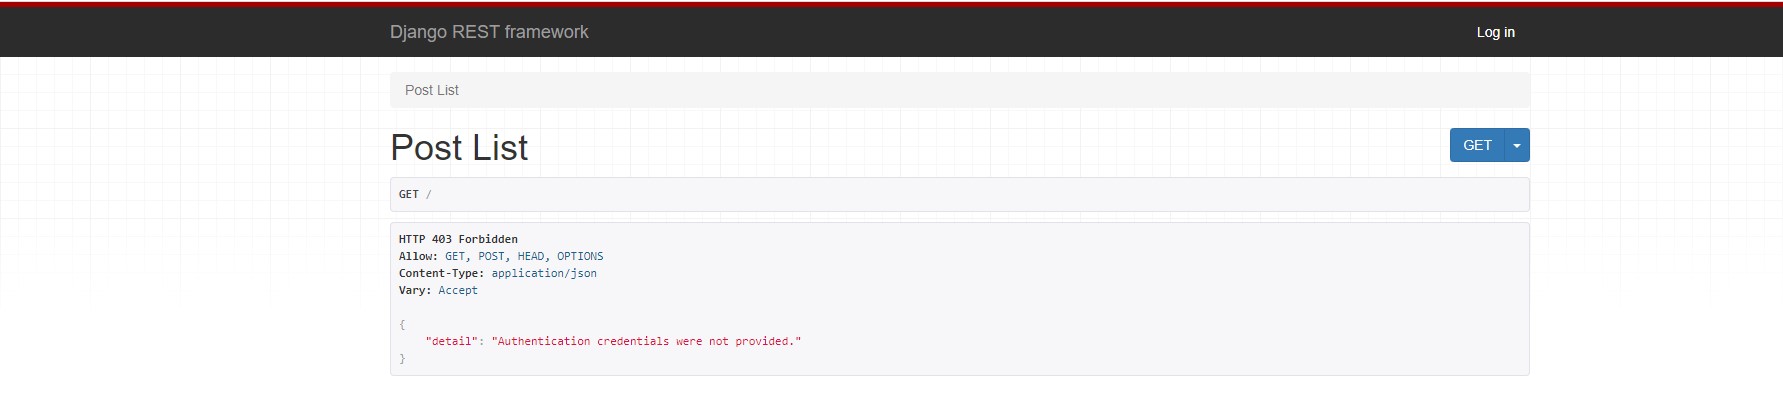 Django REST framework
Log in
Post List
Post List
GET
GET /
HTTP 403 Forbidden
Allow: GET, POST, HEAD, OPTIONS
Content-Type: application/json
Vary: Accept
{
    "detail": "Authentication credentials were not provided."
}